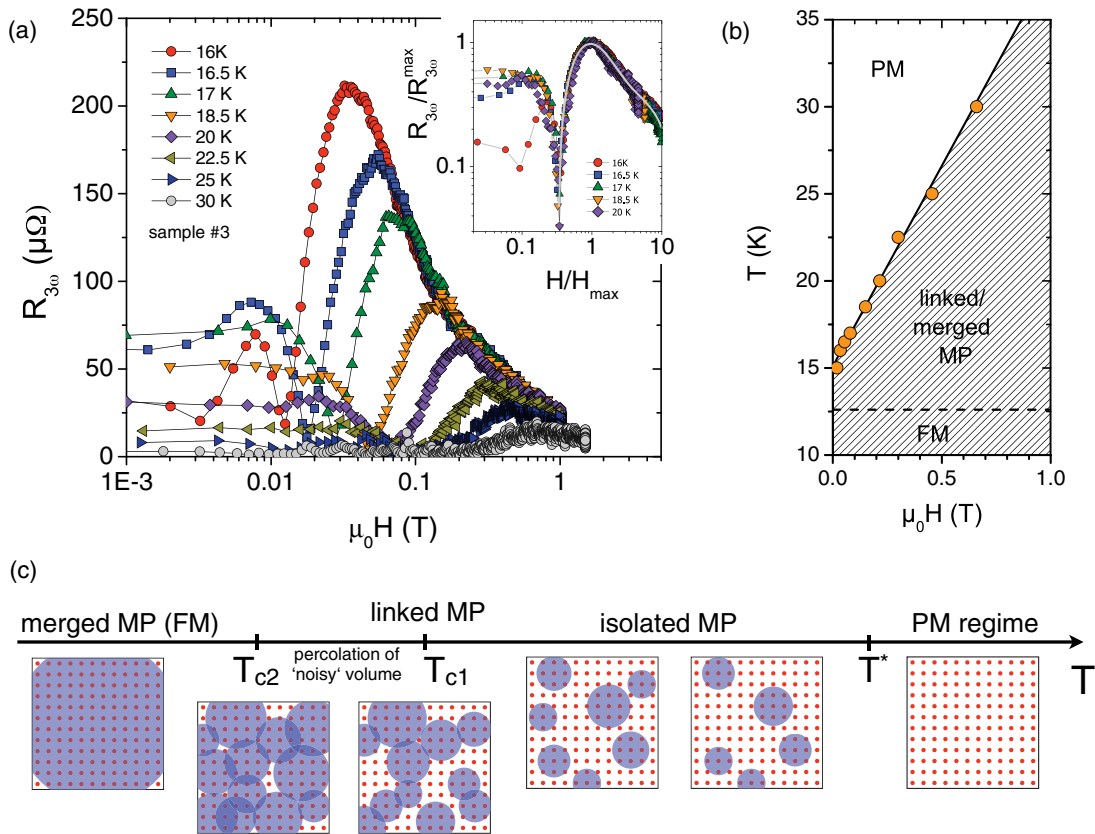 (a)
16K
16.5 K
17 K
18.5 K
20 K
22.5 K
25 K
30 K
sample #3
R3ω (μΩ)
250
200
150
100
50
0
1E-3
0.01
0.1
1
μ0H (T)
R3ω/R3ωmax
1
0.1
16K
16.5 K
17 K
18.5 K
20 K
0.1
1
10
H/Hmax
(b)
T (K)
35
30
25
20
15
10
PM
linked/
merged
MP
FM
0.0
0.5
1.0
μ0H (T)
(c)
merged MP (FM)
linked MP
isolated MP
PM regime
Tc2
percolation of
'noisy' volume
Tc1
T*
T